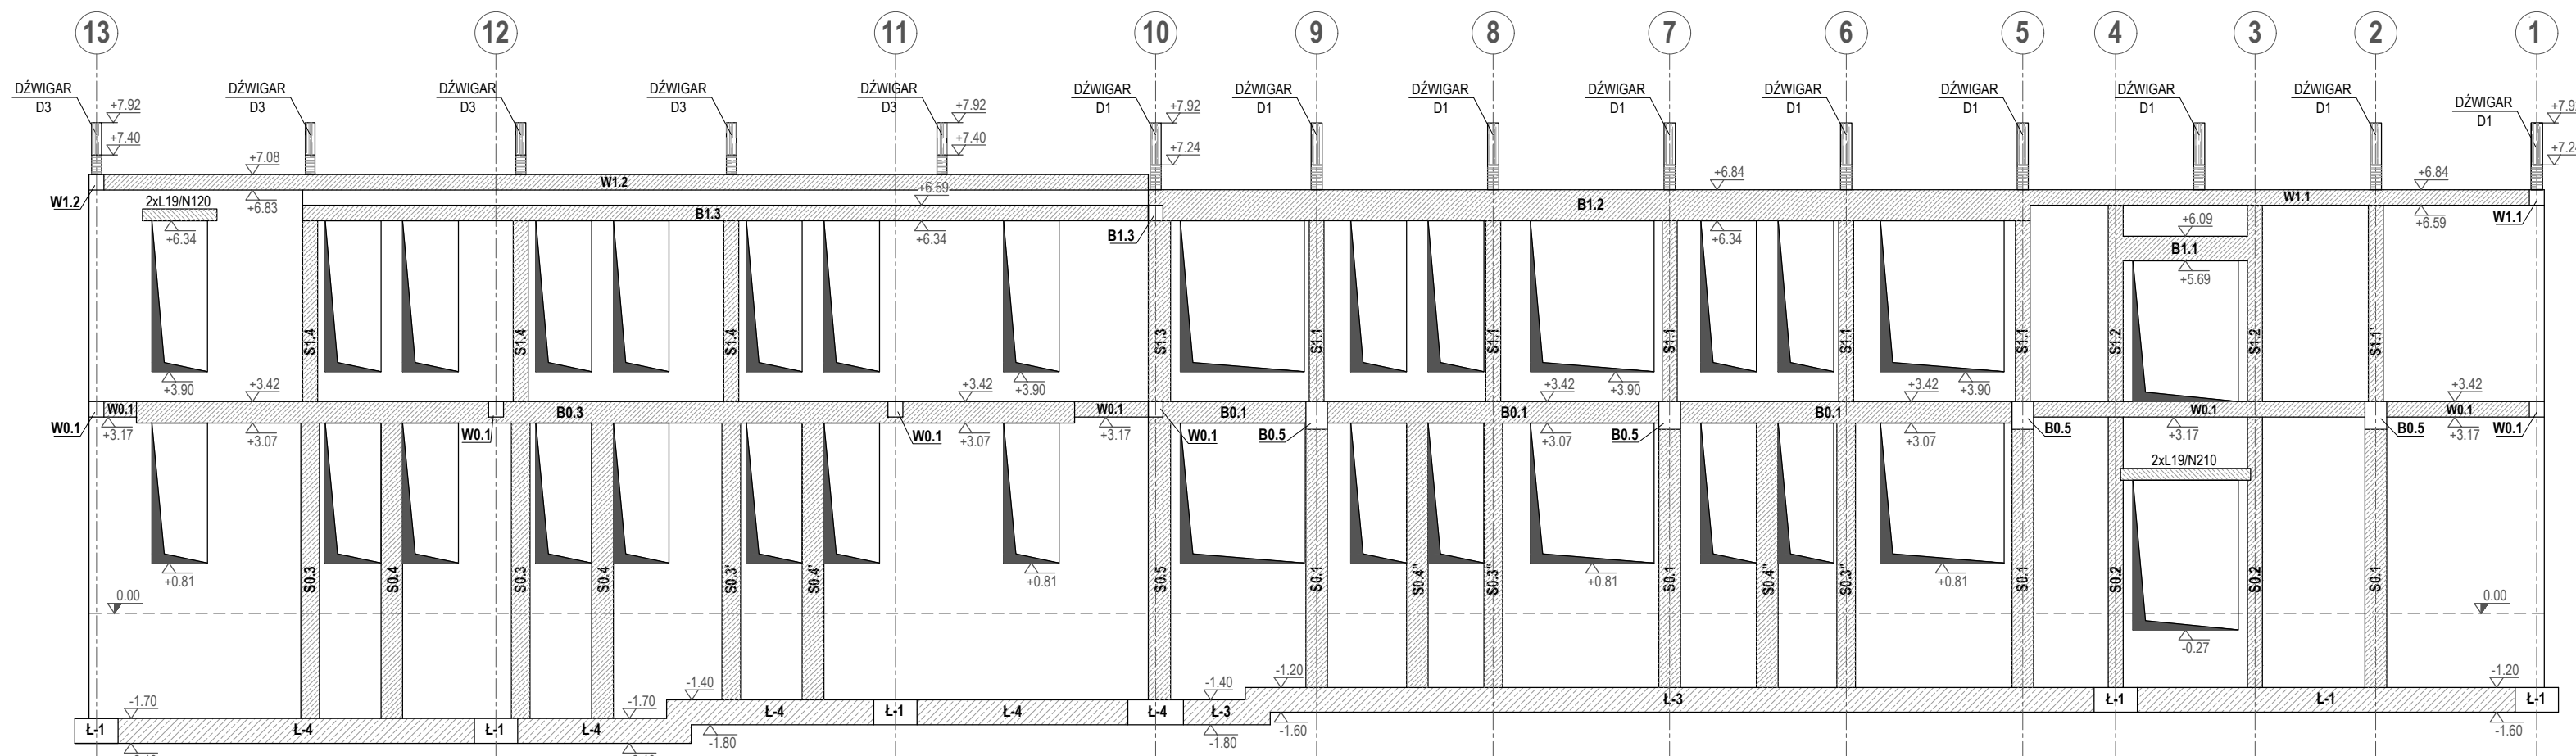 13 12 11 10 9 8 7 6 5 4 3 2 1
DŹWIGAR DŹWIGAR DŹWIGAR DŹWIGAR DŹWIGAR DŹWIGAR DŹWIGAR DŹWIGAR DŹWIGAR DŹWIGAR DŹWIGAR DŹWIGAR DŹWIGAR DŹWIGAR
D3 D3 D3 D3 D3 D1 D1 D1 D1 D1 D1 D1 D1 D1
+7.92 +7.92 +7.92
+7.40 +7.40 +7.24
+7.08 +6.84 +6.84
W1.2 W1.1
W1.2 2xL19/N120 +6.83 +6.59 B1.2 W1.1
B1.3 +6.09 +6.59
+6.34 +6.34 B1.3 +6.34 B1.1
+5.69
S1.4 S1.4 S1.4 S1.3 S1.1 S1.1 S1.1 S1.1 S1.1 S1.2 S1.2 S1.1'
+3.90 +3.42 +3.42 +3.90 +3.42 +3.90 +3.42 +3.90 +3.42
W0.1 B0.3 W0.1 B0.1 B0.1 B0.1 W0.1 W0.1
W0.1 +3.17 +3.07 W0.1 W0.1 +3.07 +3.17 W0.1 B0.5 +3.07 B0.5 +3.07 B0.5 +3.17 B0.5 +3.17 W0.1
2xL19/N210
+0.81 +0.81 +0.81 +0.81
S0.3 S0.4 S0.3 S0.4 S0.3' S0.4' S0.5 S0.1 S0.4" S0.3" S0.1 S0.4" S0.3" S0.1 S0.2 S0.2 S0.1
0.00 0.00
-0.27
-1.70 -1.70 -1.40 -1.40 -1.20 -1.20
Ł-1 Ł-4 Ł-1 Ł-4 Ł-4 Ł-1 Ł-4 Ł-4 Ł-3 Ł-3 Ł-1 Ł-1 Ł-1
-1.80 -1.80 -1.60 -1.60